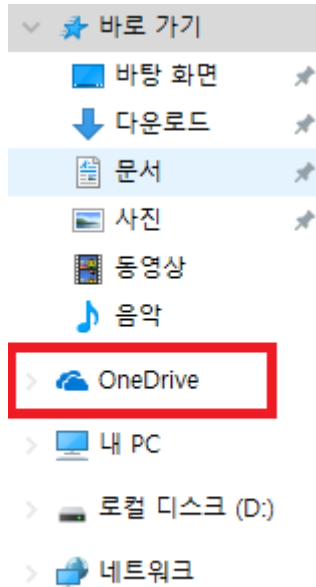 바로 가기
바탕 화면
다운로드
문서
사진
동영상
음악
OneDrive
내 PC
로컬 디스크 (D:)
네트워크